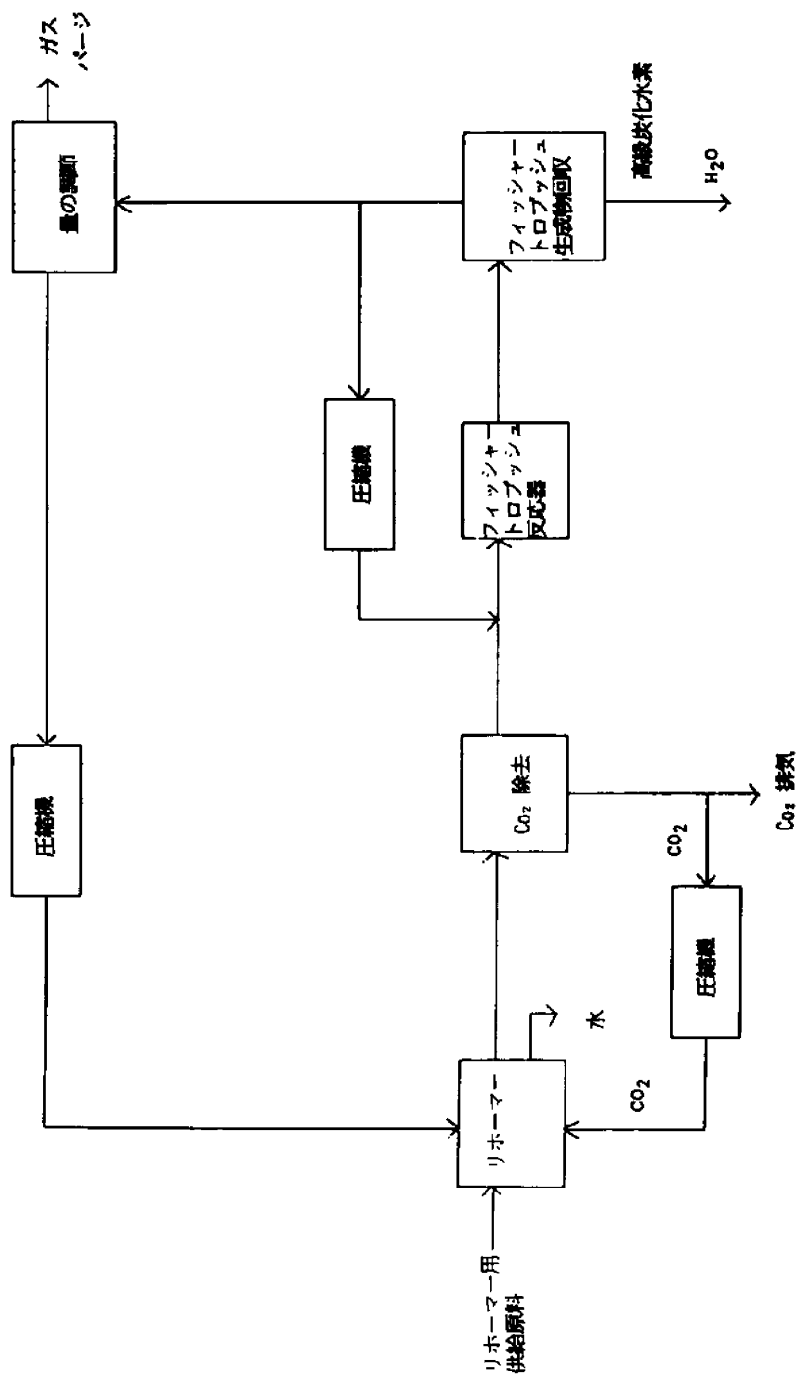 ガス
パージ
量の調節
圧縮機
圧縮機
フィッシャー
トロプッシュ
生成物回収
高級炭化水素
H₂O
フィッシャー
トロプッシュ
反応器
CO₂ 除去
CO₂
CO₂ 排気
圧縮機
CO₂
水
リホーマー
リホーマー用
供給原料